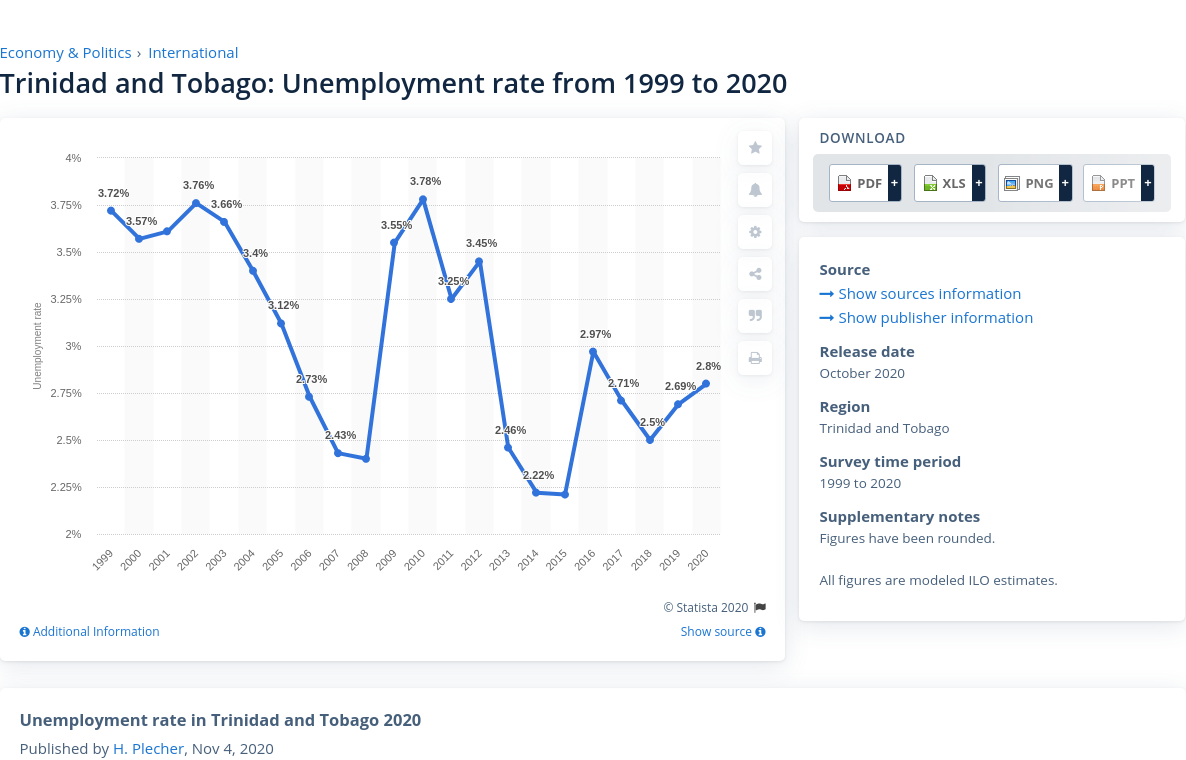 Economy & Politics › International
Trinidad and Tobago: Unemployment rate from 1999 to 2020
Unemployment rate
4%
3.75%
3.5%
3.25%
3%
2.75%
2.5%
2.25%
2%
3.72%
3.57%
3.76%
3.66%
3.4%
3.12%
2.73%
2.43%
3.55%
3.78%
3.25%
3.45%
2.46%
2.22%
2.97%
2.71%
2.5%
2.69%
2.8%
1999
2000
2001
2002
2003
2004
2005
2006
2007
2008
2009
2010
2011
2012
2013
2014
2015
2016
2017
2018
2019
2020
© Statista 2020
Additional Information
Show source
DOWNLOAD
PDF +
XLS +
PNG +
PPT +
Source
Show sources information
Show publisher information
Release date
October 2020
Region
Trinidad and Tobago
Survey time period
1999 to 2020
Supplementary notes
Figures have been rounded.
All figures are modeled ILO estimates.
Unemployment rate in Trinidad and Tobago 2020
Published by H. Plecher, Nov 4, 2020